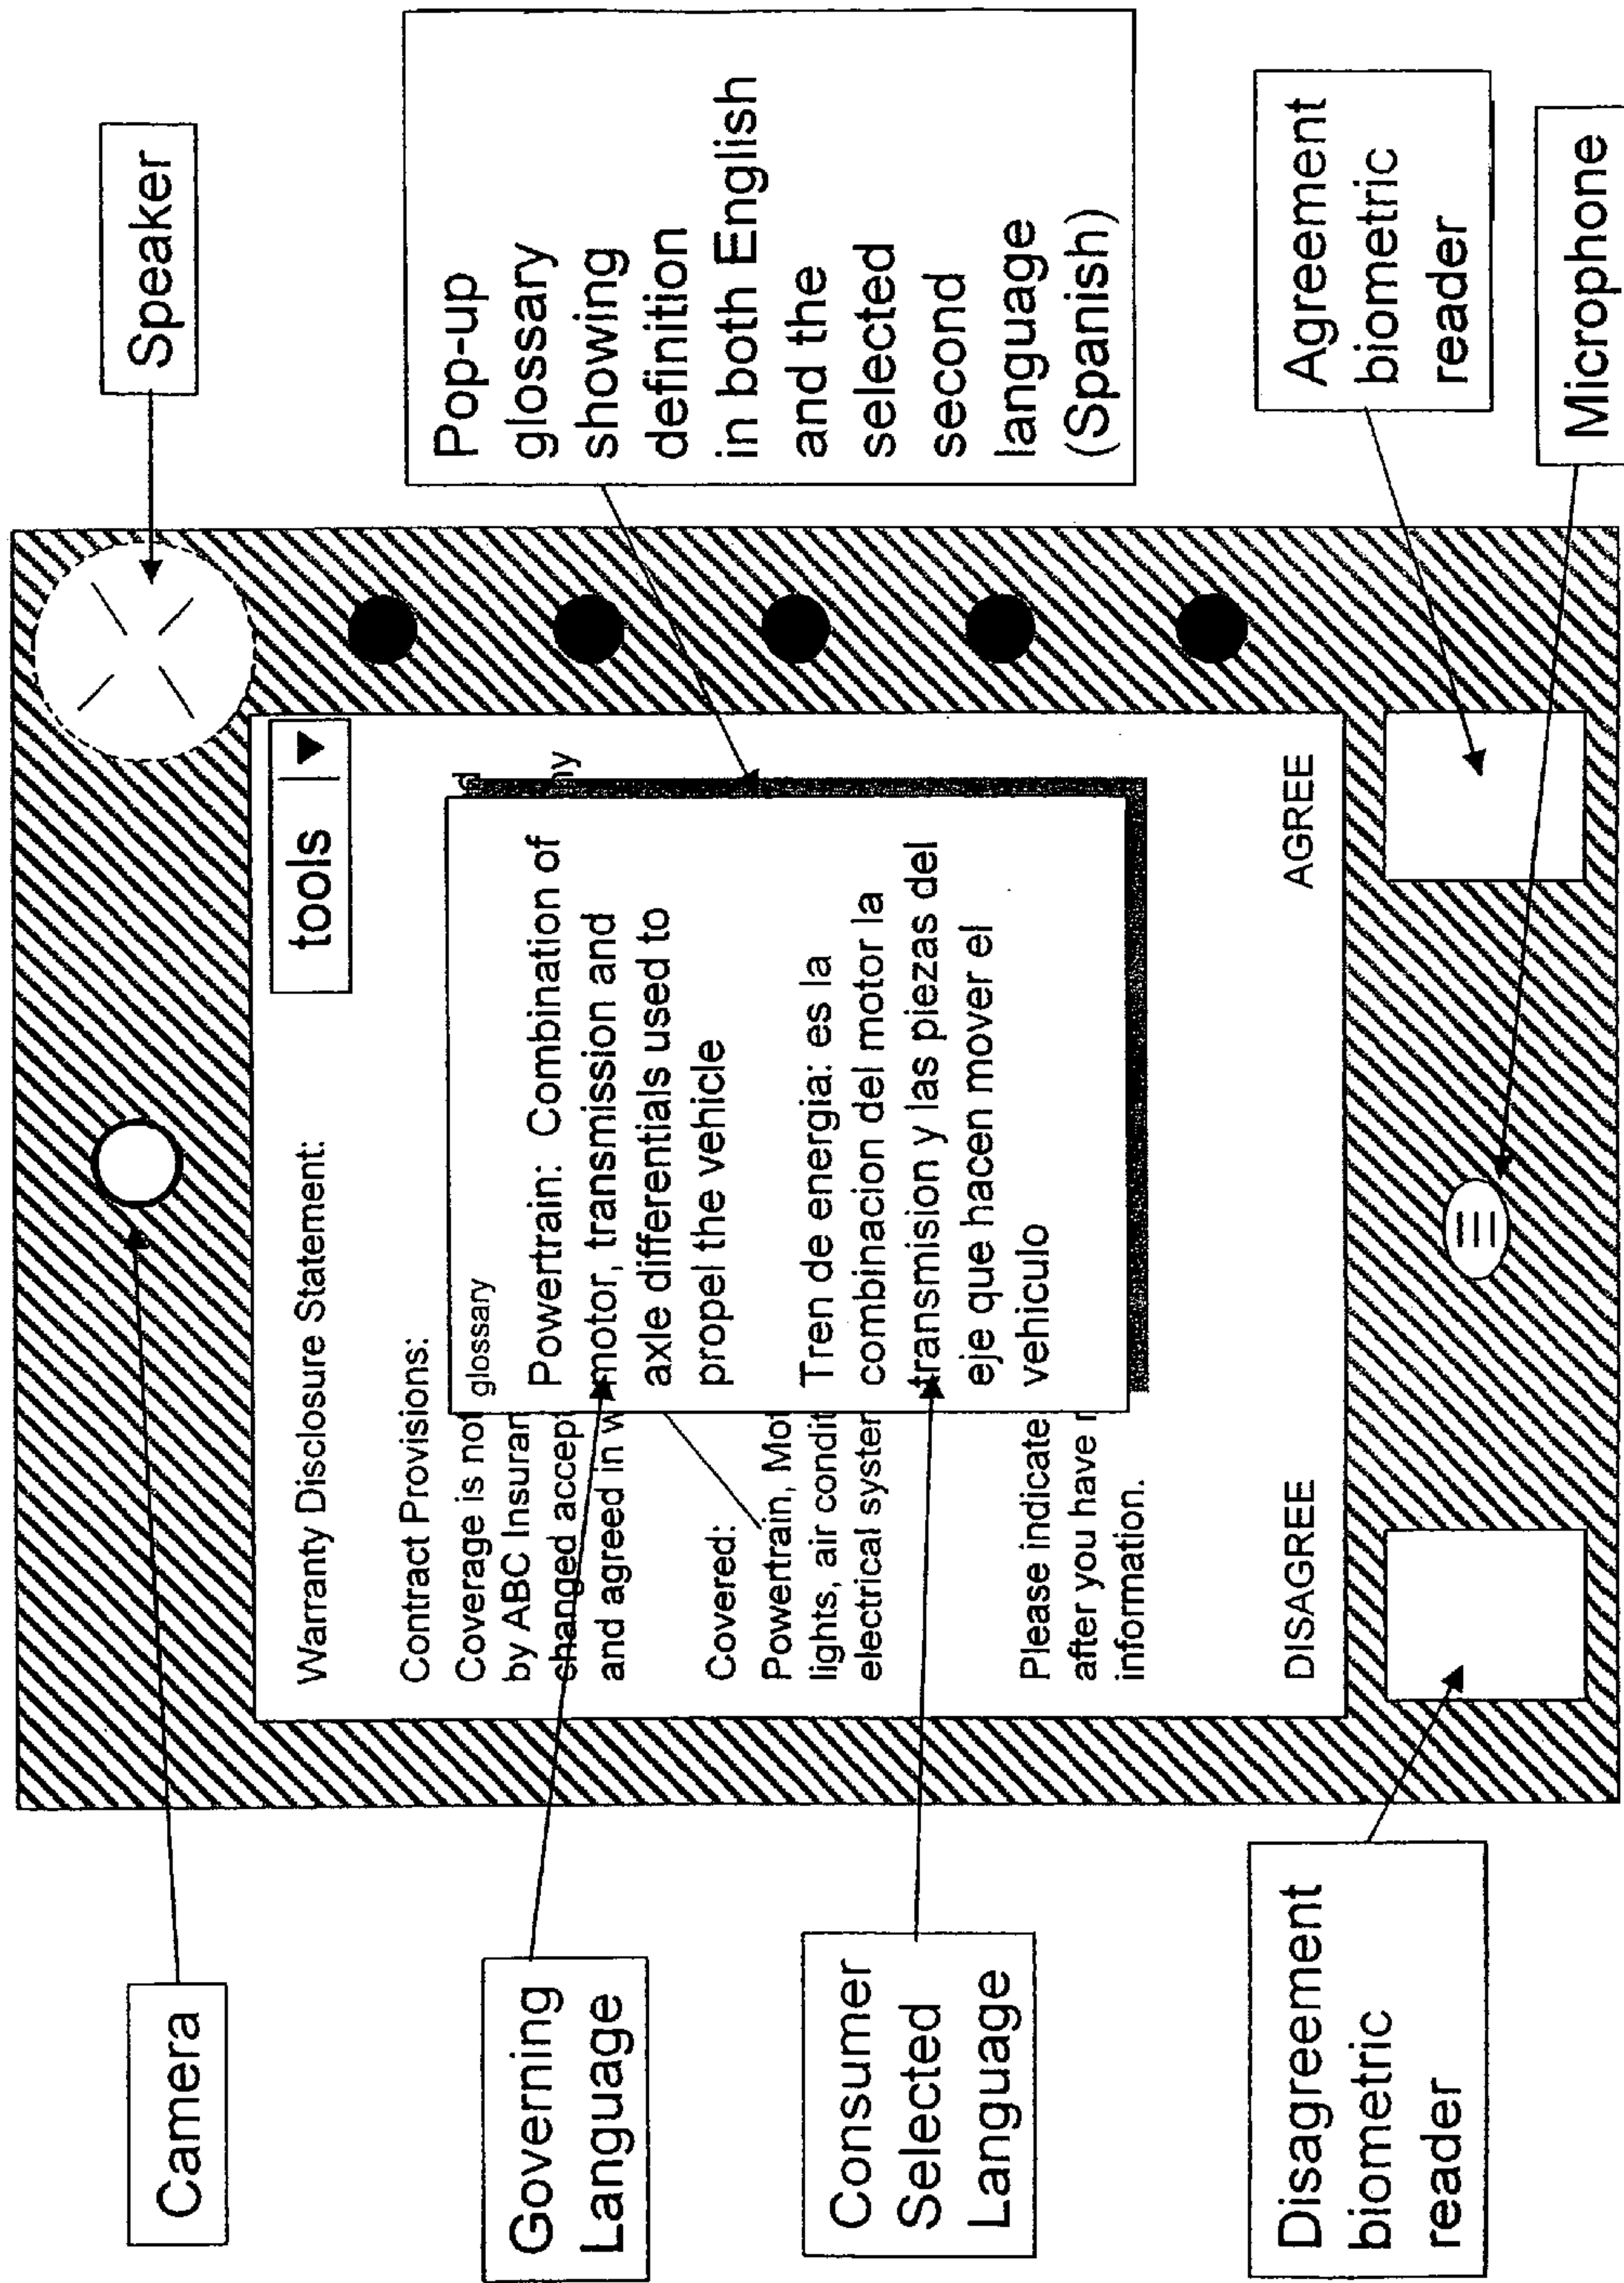 Camera
Speaker
Governing
Language
Consumer
Selected
Language
Disagreement
biometric
reader
tools
Warranty Disclosure Statement:
Contract Provisions:
Coverage is not
by ABC Insuran
changed accep
and agreed in w
Covered:
Powertrain, Mo
lights, air condit
electrical syster
Please indicate
after you have
information.
DISAGREE
AGREE
glossary
Powertrain: Combination of
motor, transmission and
axle differentials used to
propel the vehicle
Tren de energia: es la
combinacion del motor la
transmision y las piezas del
eje que hacen mover el
vehiculo
Pop-up
glossary
showing
definition
in both English
and the
selected
second
language
(Spanish)
Agreement
biometric
reader
Microphone